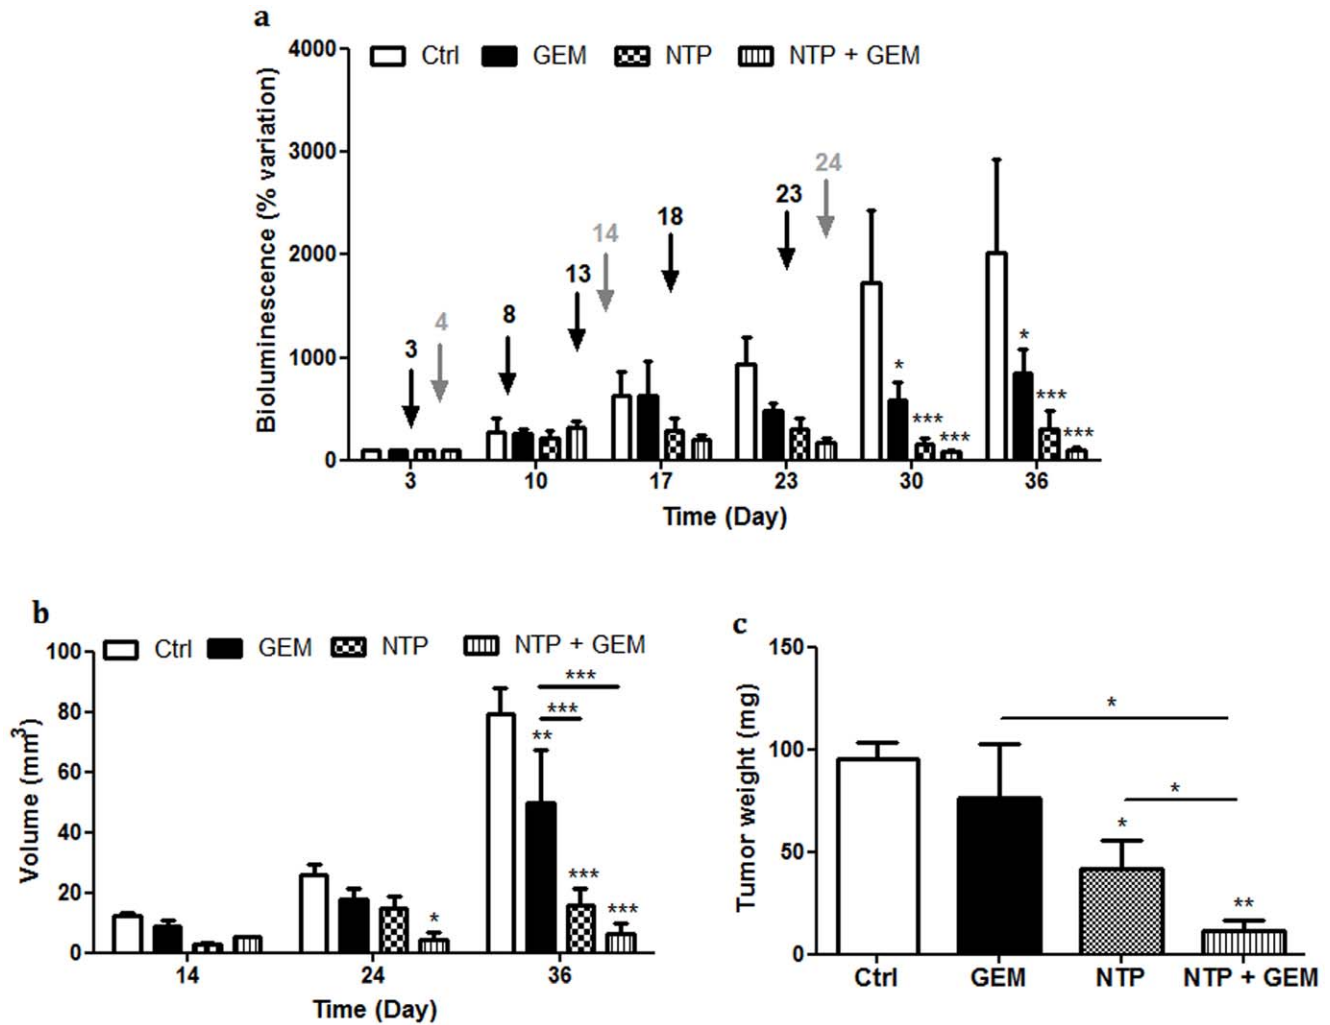 a
Ctrl GEM NTP NTP + GEM
Bioluminescence (% variation)
4000
3000
2000
1000
0
3 4 8 13 14 18 23 24
* *** ***
* *** ***
3 10 17 23 30 36
Time (Day)
b
Ctrl GEM NTP NTP + GEM
Volume (mm³)
100
80
60
40
20
0
*
***
***
**
***
***
14 24 36
Time (Day)
c
Tumor weight (mg)
150
100
50
0
*
*
*
**
Ctrl GEM NTP NTP + GEM